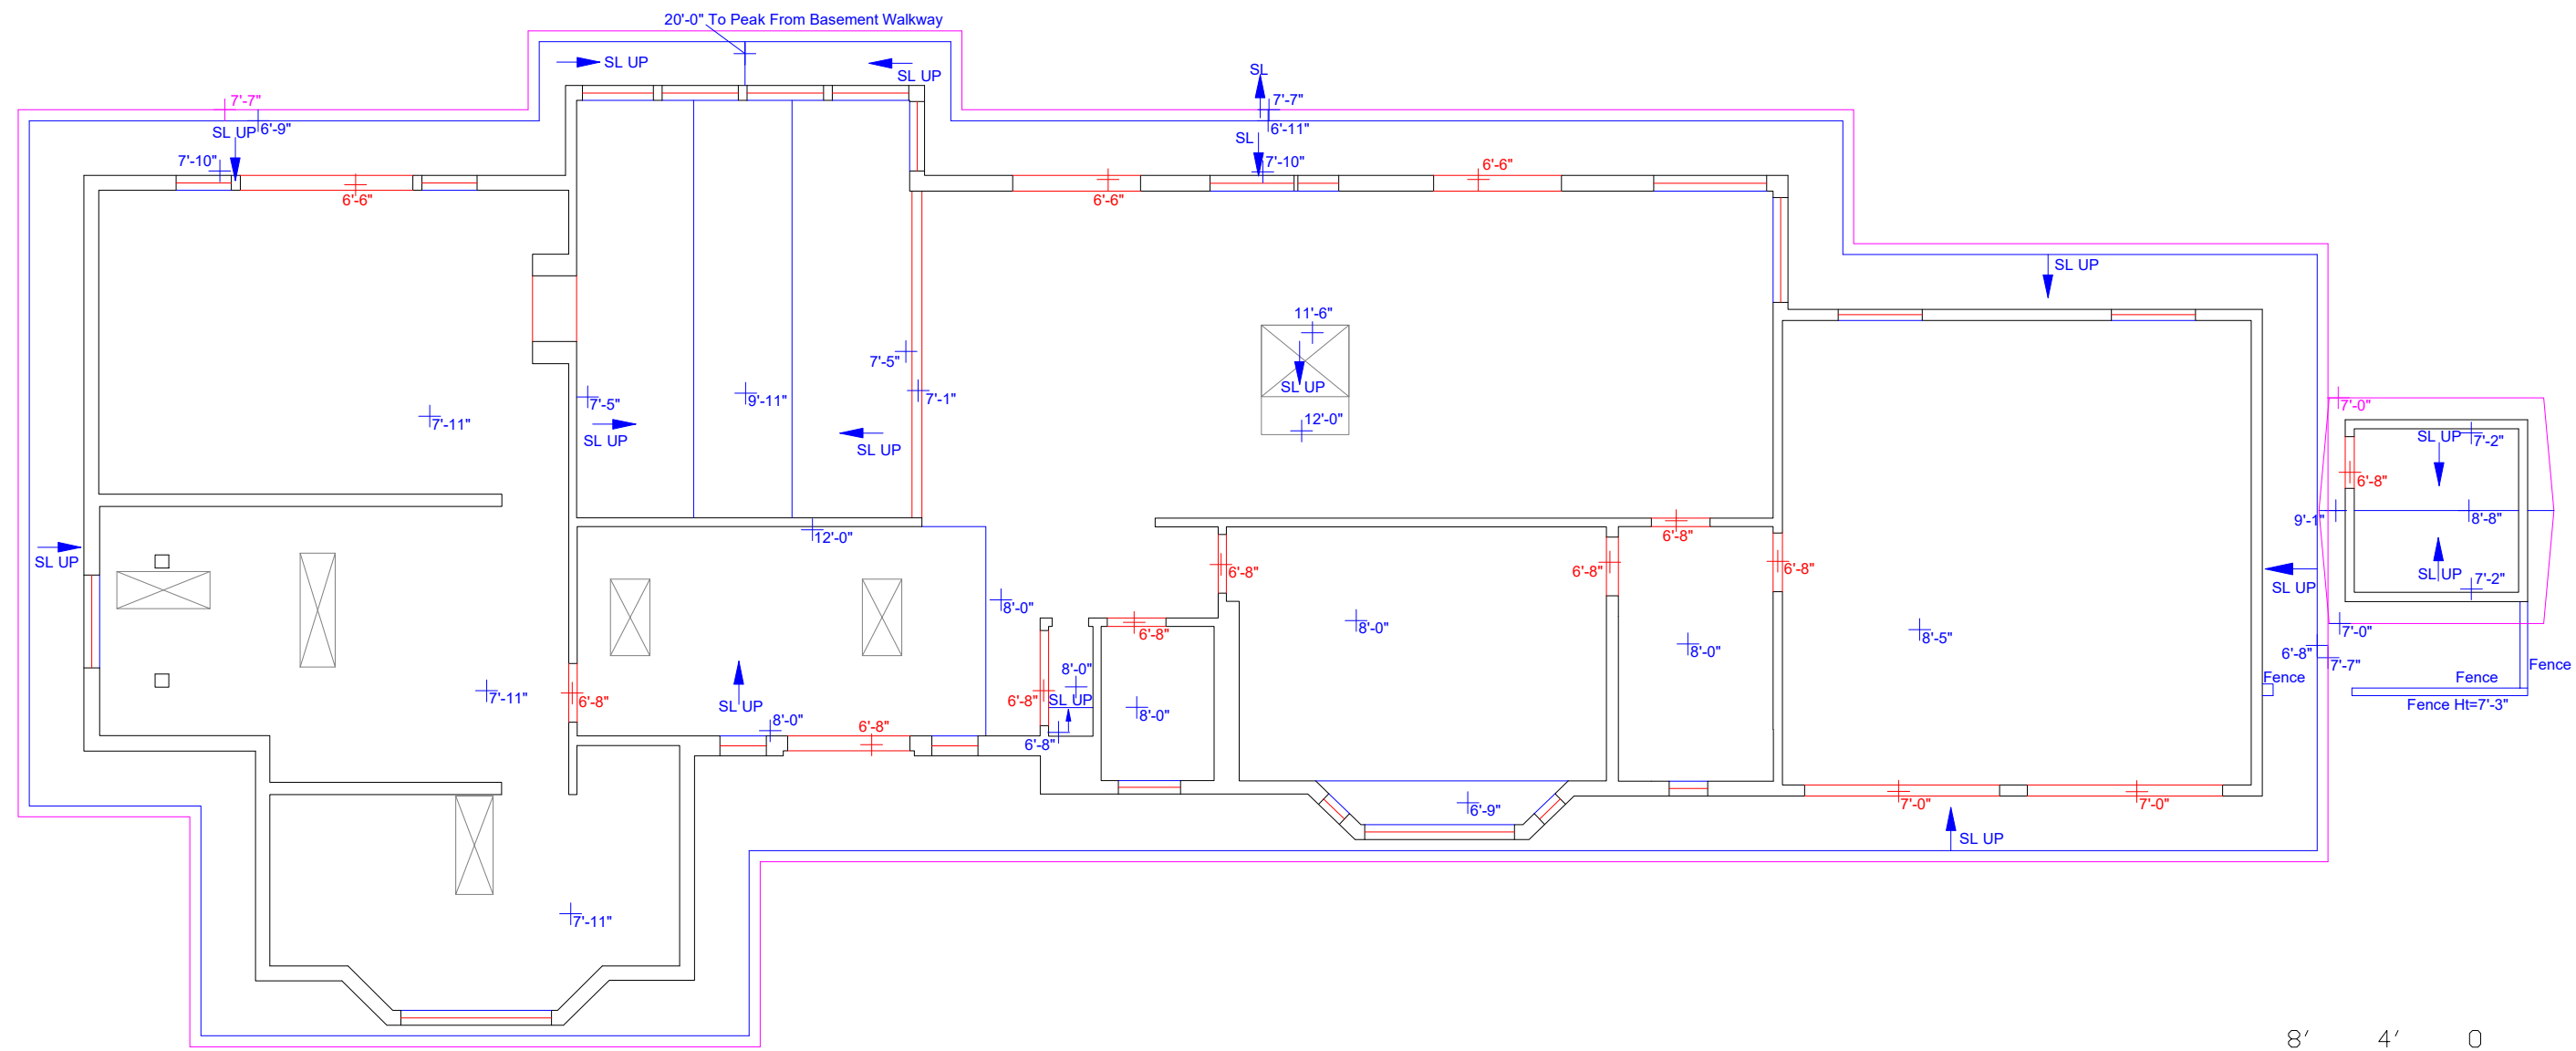 20'-0" To Peak From Basement Walkway
SL UP
SL UP
SL
7'-7"
7'-7"
6'-9"
SL UP
6'-11"
SL
7'-10"
7'-10"
6'-6"
6'-6"
6'-6"
SL UP
11'-6"
7'-5"
SL UP
7'-5"
9'-11"
7'-1"
7'-0"
7'-11"
12'-0"
SL UP
SL UP
SL UP
7'-2"
6'-8"
9'-1"
8'-8"
12'-0"
6'-8"
SL UP
6'-8"
6'-8"
6'-8"
SL UP
SL UP
7'-2"
8'-0"
8'-0"
6'-8"
8'-5"
7'-0"
8'-0"
6'-8"
7'-7"
Fence
8'-0"
Fence
Fence
7'-11"
6'-8"
6'-8"
SL UP
SL UP
8'-0"
Fence Ht=7'-3"
8'-0"
6'-8"
6'-8"
6'-9"
7'-0"
7'-0"
SL UP
7'-11"
8' 4' 0